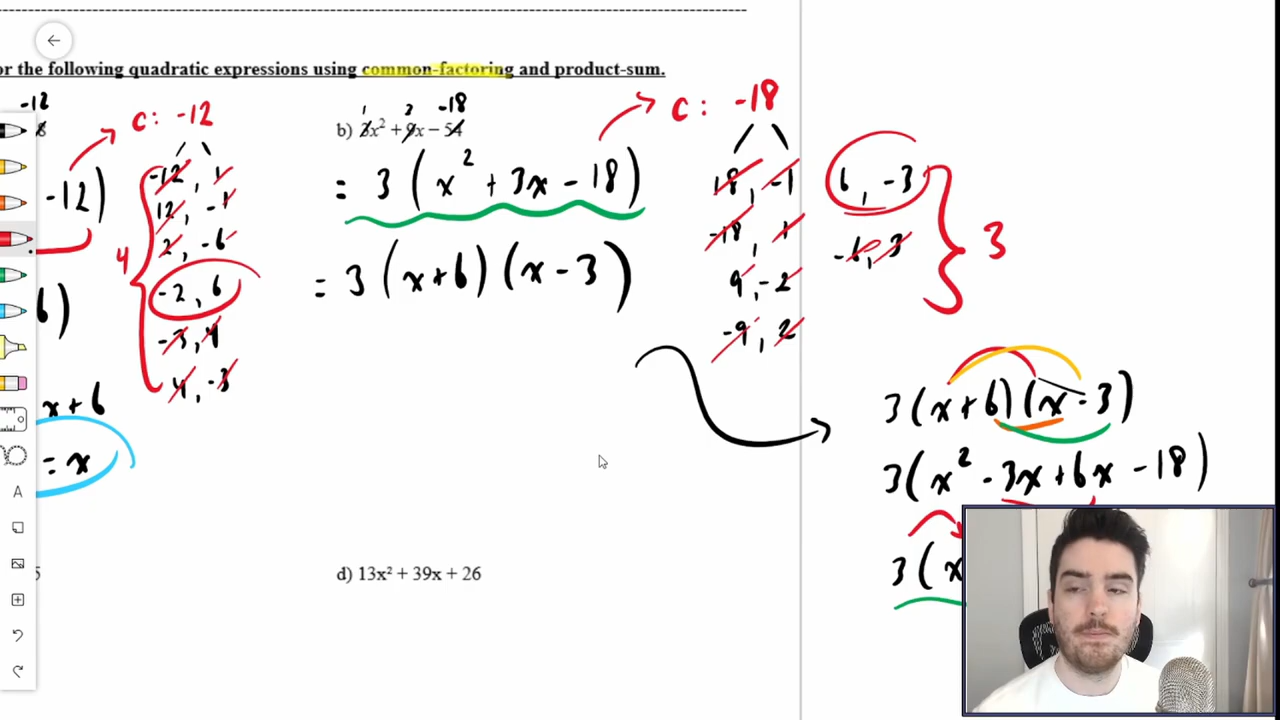 or the following quadratic expressions using common-factoring and product-sum.
-12
-12)
6)
x+6
= x
C: -12
-12, 1
12, -1
2, -6
-2, 6
-3, 4
4, -3
4
1 3 -18
b) 3x² + 9x – 54
= 3(x² + 3x - 18)
= 3(x+6)(x-3)
C: -18
18, -1
-18, 1
9, -2
-9, 2
6, -3
-6, 3
3
3(x+6)(x-3)
3(x² - 3x + 6x - 18)
3(x
5
d) 13x² + 39x + 26
A